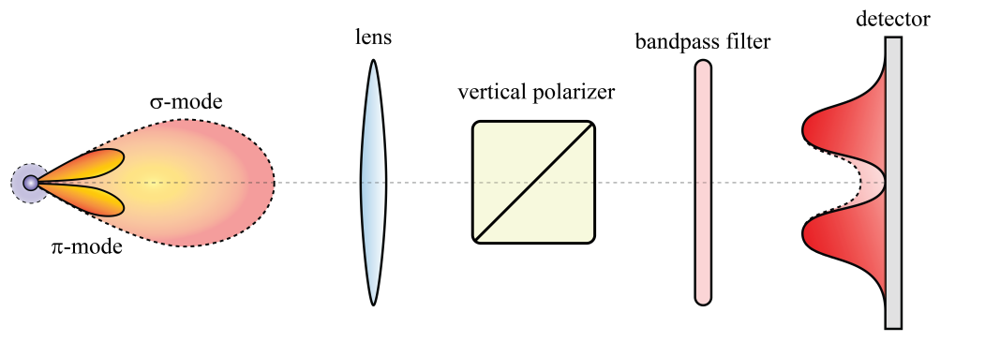 σ-mode
π-mode
lens
vertical polarizer
bandpass filter
detector